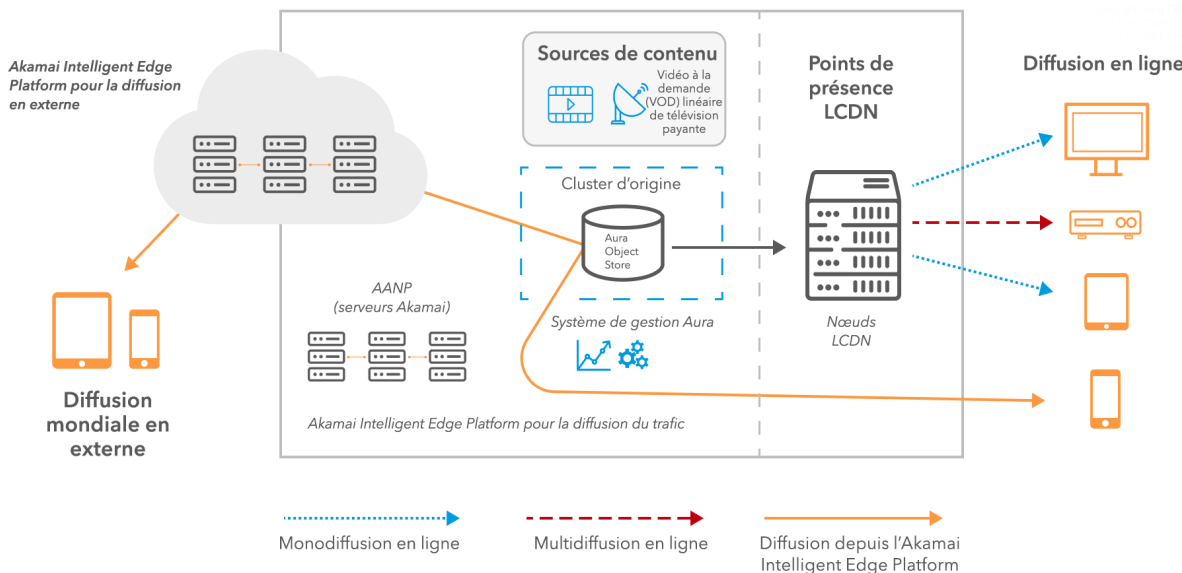 Akamai Intelligent Edge
Platform pour la diffusion
en externe
Sources de contenu
Vidéo à la
demande
(VOD) linéaire
de télévision
payante
Points de
présence
LCDN
Diffusion en ligne
Cluster d'origine
Aura
Object
Store
AANP
(serveurs Akamai)
Système de gestion Aura
Nœuds
LCDN
Diffusion
mondiale en
externe
Akamai Intelligent Edge Platform pour la diffusion du trafic
Monodiffusion en ligne
Multidiffusion en ligne
Diffusion depuis l'Akamai
Intelligent Edge Platform